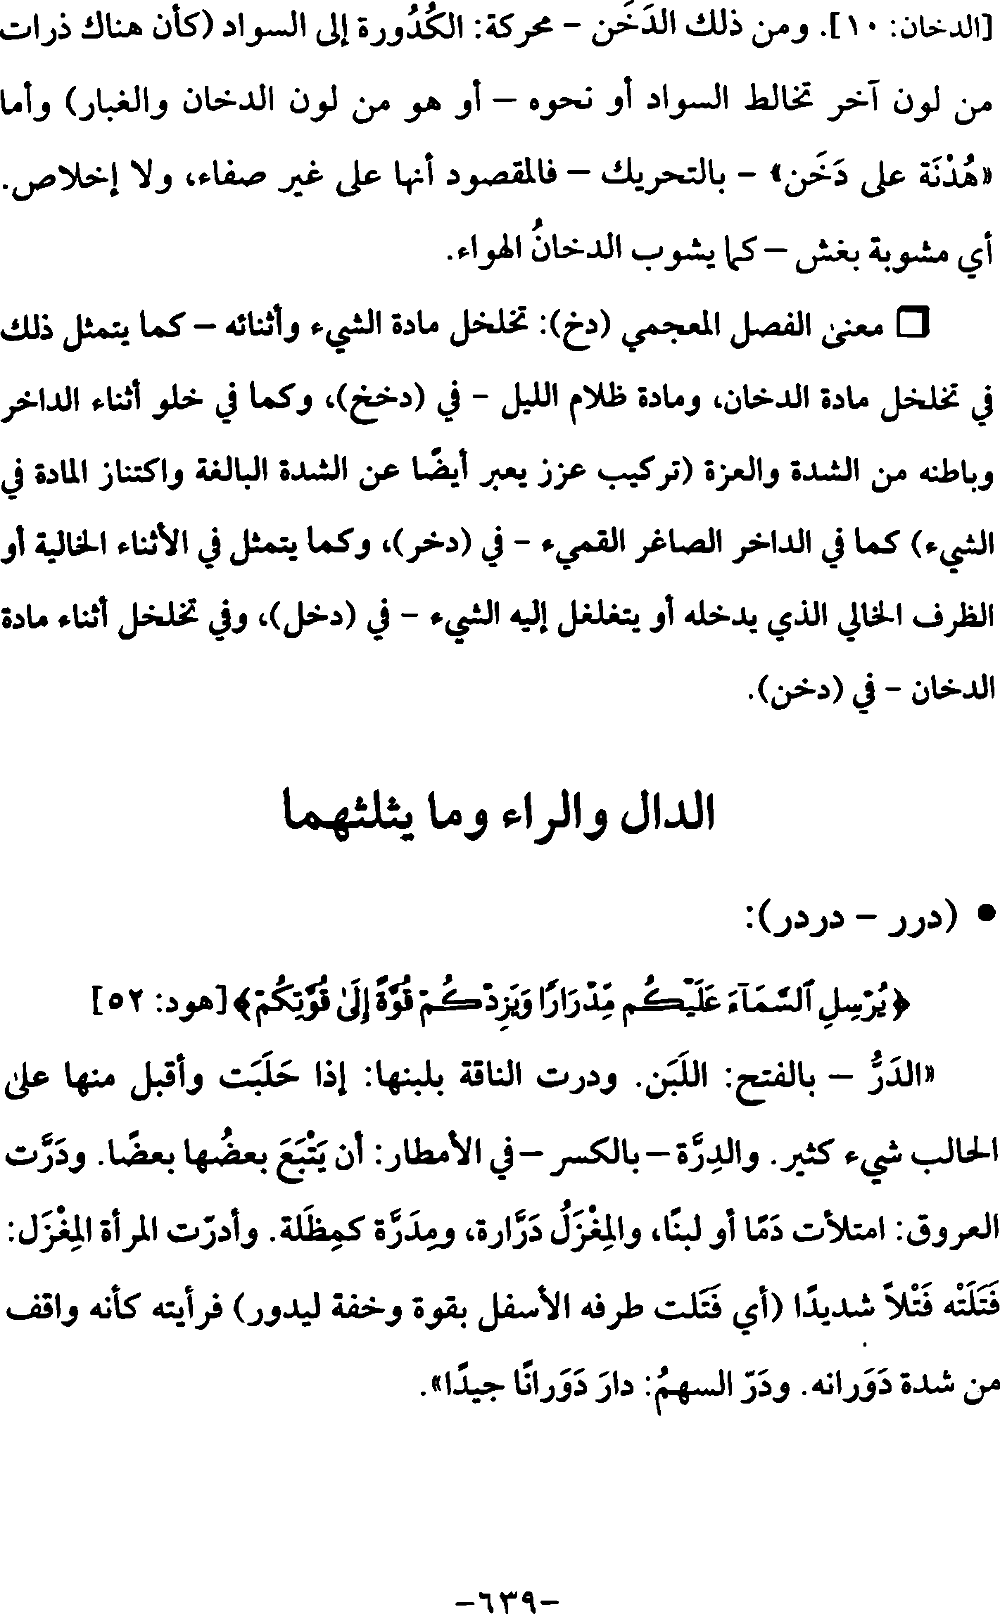 [الدخان: ١٠]. ومن ذلك الدَخَن – محركة: الكُدُورة إلى السواد (كأن هناك ذرات
من لون آخر تخالط السواد أو نحوه – أو هو من لون الدخان والغبار) وأما
«هُدْنَة على دَخَن» – بالتحريك – فالمقصود أنها على غير صفاء، ولا إخلاص.
أي مشوبة بغش – كما يشوب الدخانُ الهواء.
❒ معنى الفصل المعجمي (دخ): تخلخل مادة الشيء وأثنائه – كما يتمثل ذلك
في تخلخل مادة الدخان، ومادة ظلام الليل – في (دخخ)، وكما في خلو أثناء الداخر
وباطنه من الشدة والعزة (تركيب عزز يعبر أيضًا عن الشدة البالغة واكتناز المادة في
الشيء) كما في الداخر الصاغر القميء – في (دخر)، وكما يتمثل في الأثناء الخالية أو
الظرف الخالي الذي يدخله أو يتغلغل إليه الشيء – في (دخل)، وفي تخلخل أثناء مادة
الدخان – في (دخن).
الدال والراء وما يثلثهما
• (درر – دردر):
﴿يُرْسِلِ ٱلسَّمَآءَ عَلَيْكُم مِّدْرَارًا وَيَزِدْكُمْ قُوَّةً إِلَىٰ قُوَّتِكُمْ﴾ [هود: ٥٢]
«الدَرُّ – بالفتح: اللَبَن. ودرت الناقة بلبنها: إذا حَلَبَت وأقبل منها على
الحالب شيء كثير. والدِرَّة – بالكسر – في الأمطار: أن يَتْبَعَ بعضُها بعضًا. ودَرَّت
العروق: امتلأت دَمًا أو لبنًا، والمِغْزَلُ دَرَّارة، ومِدَرَّة كمِظَلة. وأدرّت المرأة المِغْزَل:
فَتَلَتْه فَتْلاً شديدًا (أي فَتَلت طرفه الأسفل بقوة وخفة ليدور) فرأيته كأنه واقف
من شدة دَوَرانه. ودَرّ السهمُ: دارَ دَوَرانًا جيدًا».
-٦٣٩-